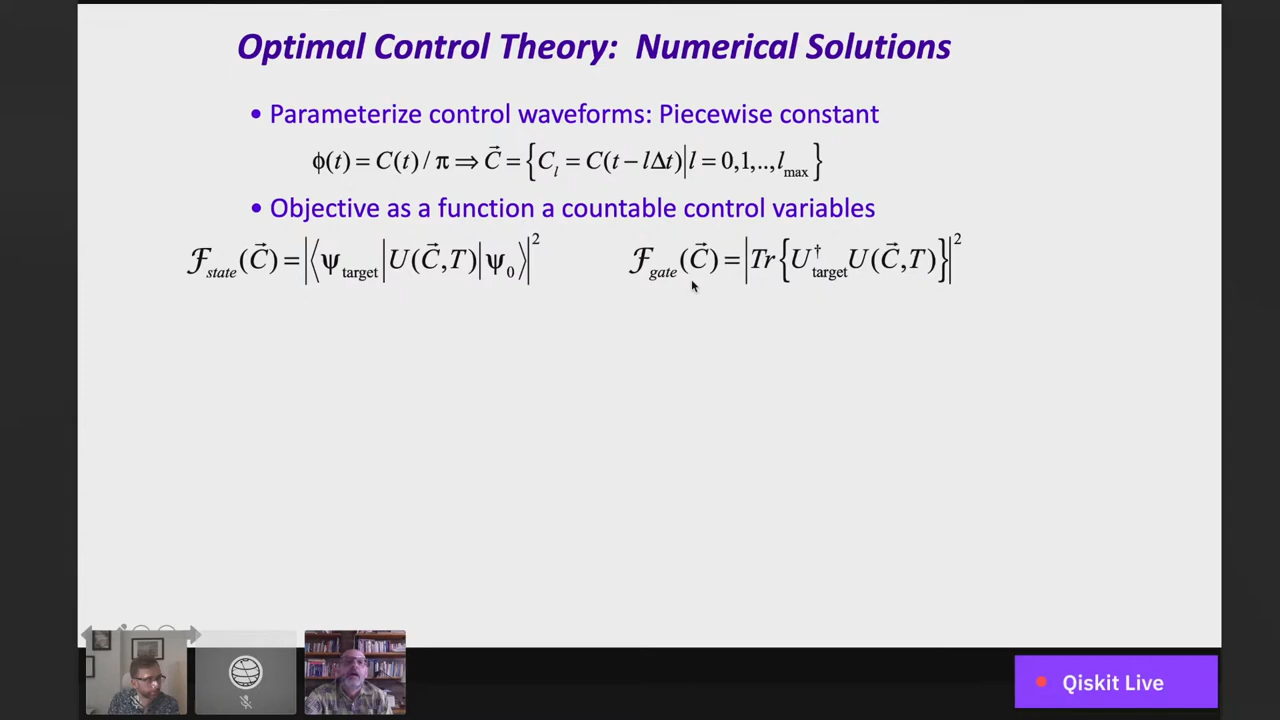 Optimal Control Theory: Numerical Solutions
• Parameterize control waveforms: Piecewise constant
ϕ(t) = C(t) / π ⇒ C⃗ = {C_l = C(t − lΔt)|l = 0,1,..,l_max}
• Objective as a function a countable control variables
ℱ_state(C⃗) = |⟨ψ_target|U(C⃗,T)|ψ_0⟩|² ℱ_gate(C⃗) = |Tr{U†_target U(C⃗,T)}|²
Qiskit Live